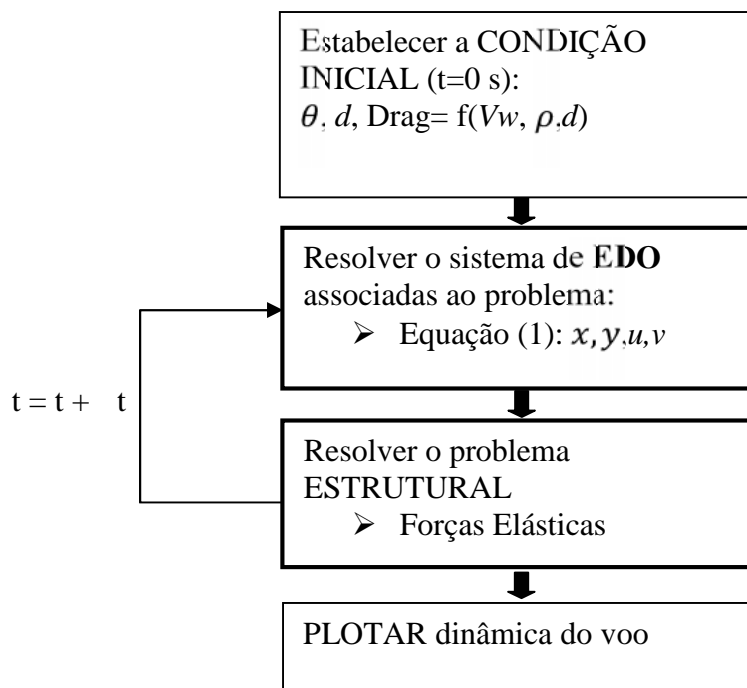 Estabelecer a CONDIÇÃO
INICIAL (t=0 s):
θ, d, Drag= f(Vw, ρ,d)
Resolver o sistema de EDO
associadas ao problema:
➢ Equação (1): x,y,u,v
t = t + t
Resolver o problema
ESTRUTURAL
➢ Forças Elásticas
PLOTAR dinâmica do voo